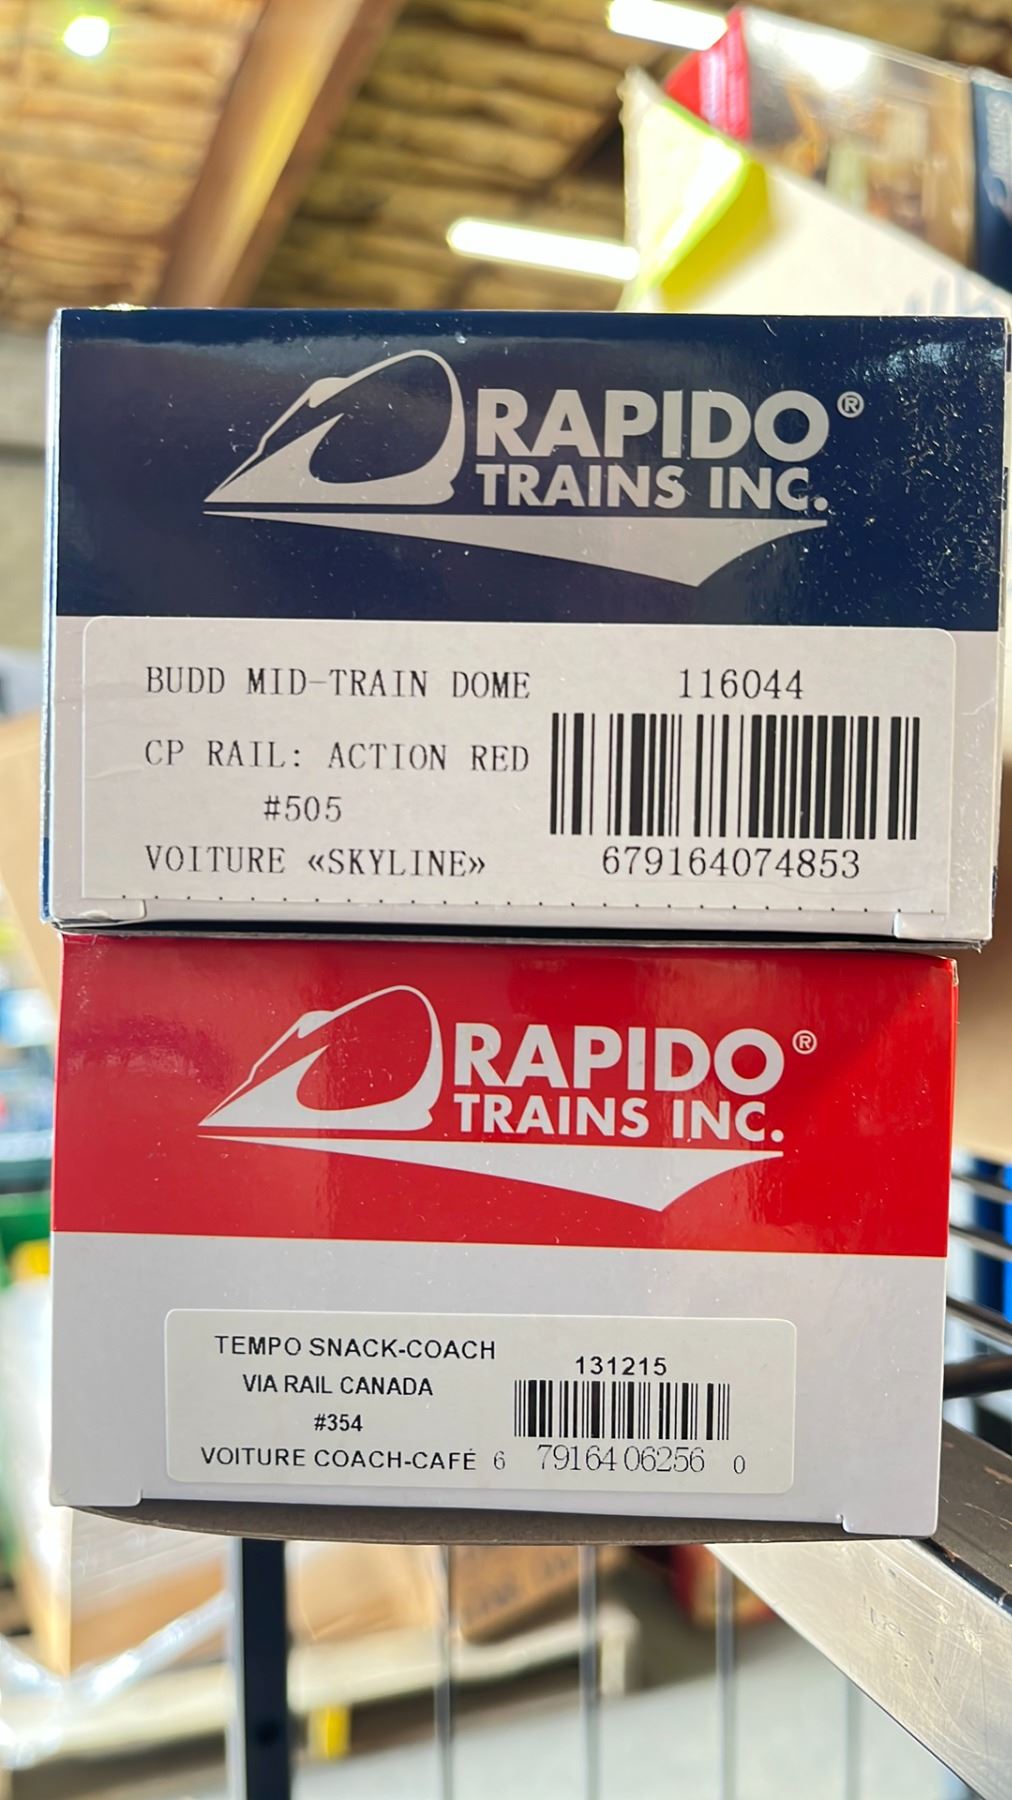 RAPIDO®
TRAINS INC.
BUDD MID-TRAIN DOME
116044
CP RAIL: ACTION RED
#505
VOITURE «SKYLINE»
679164074853
RAPIDO®
TRAINS INC.
TEMPO SNACK-COACH
131215
VIA RAIL CANADA
#354
VOITURE COACH-CAFÉ
6 79164 06256 0